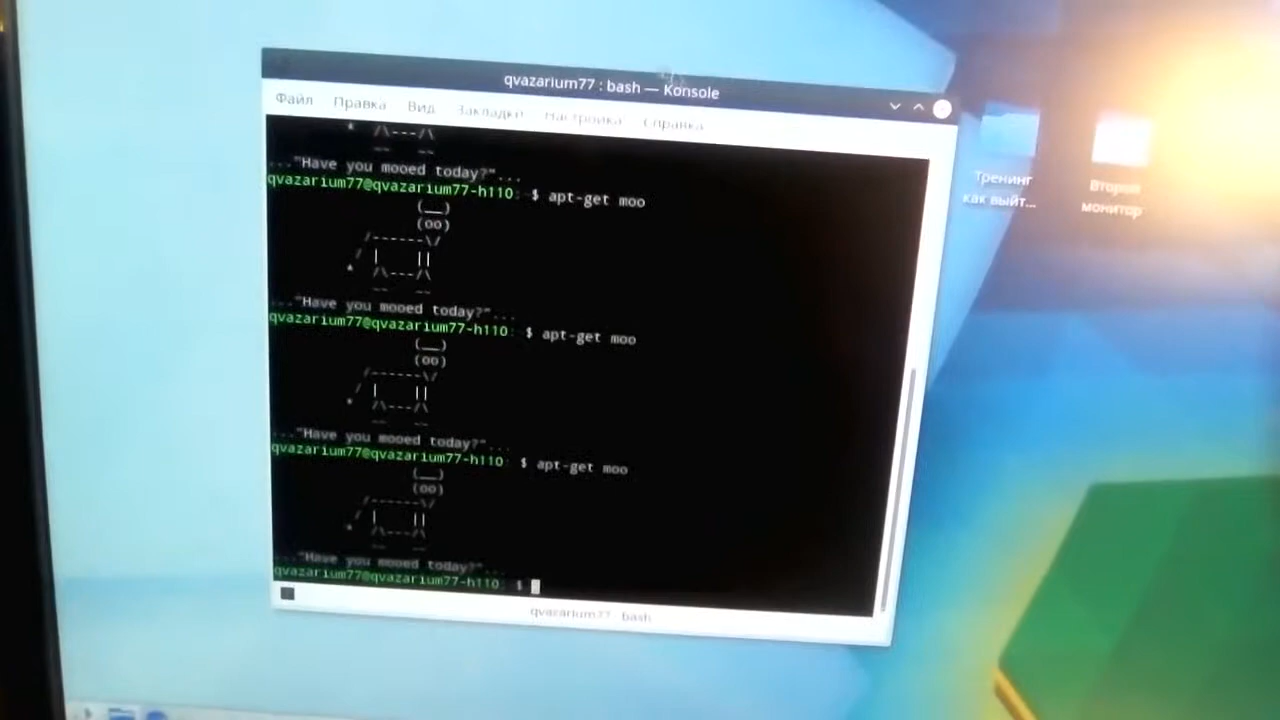 qvazarium77 : bash — Konsole
Файл Правка Вид Закладки Настройка Справка
* /\---/\
~~ ~~
..."Have you mooed today?"...
qvazarium77@qvazarium77-h110: $ apt-get moo
(__)
(oo)
/------\/
/ | ||
* /\---/\
~~ ~~
..."Have you mooed today?"...
qvazarium77@qvazarium77-h110: $ apt-get moo
(__)
(oo)
/------\/
/ | ||
* /\---/\
~~ ~~
..."Have you mooed today?"...
qvazarium77@qvazarium77-h110: $ apt-get moo
(__)
(oo)
/------\/
/ | ||
* /\---/\
~~ ~~
..."Have you mooed today?"...
qvazarium77@qvazarium77-h110: $
qvazarium77 : bash
Тренинг
как выйт...
Второй
монитор